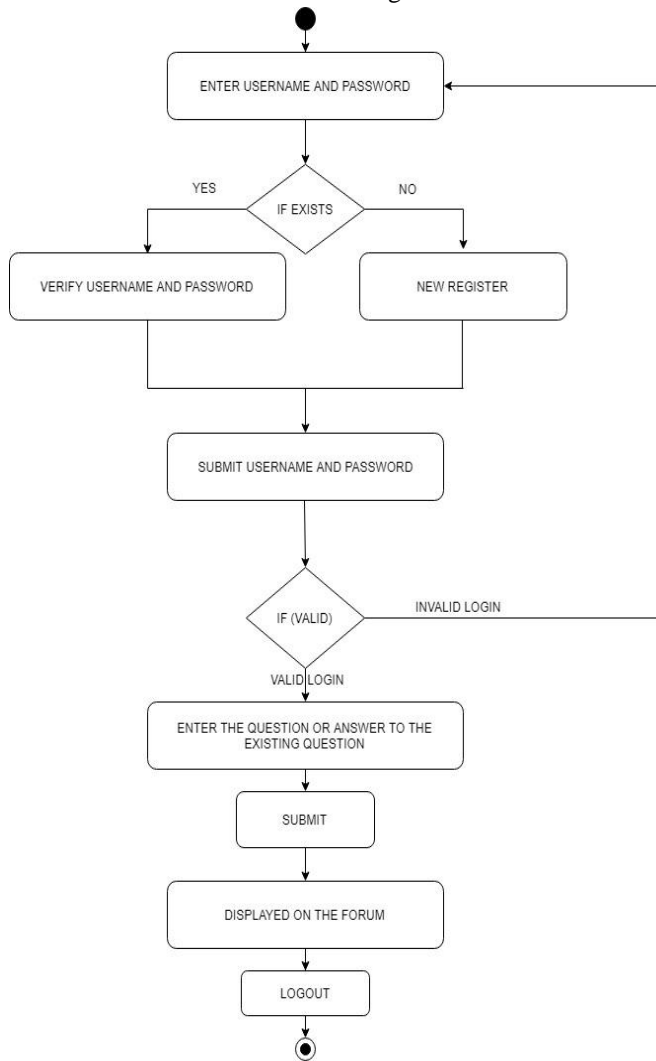 ENTER USERNAME AND PASSWORD
YES
NO
IF EXISTS
VERIFY USERNAME AND PASSWORD
NEW REGISTER
SUBMIT USERNAME AND PASSWORD
INVALID LOGIN
IF (VALID)
VALID LOGIN
ENTER THE QUESTION OR ANSWER TO THE
EXISTING QUESTION
SUBMIT
DISPLAYED ON THE FORUM
LOGOUT